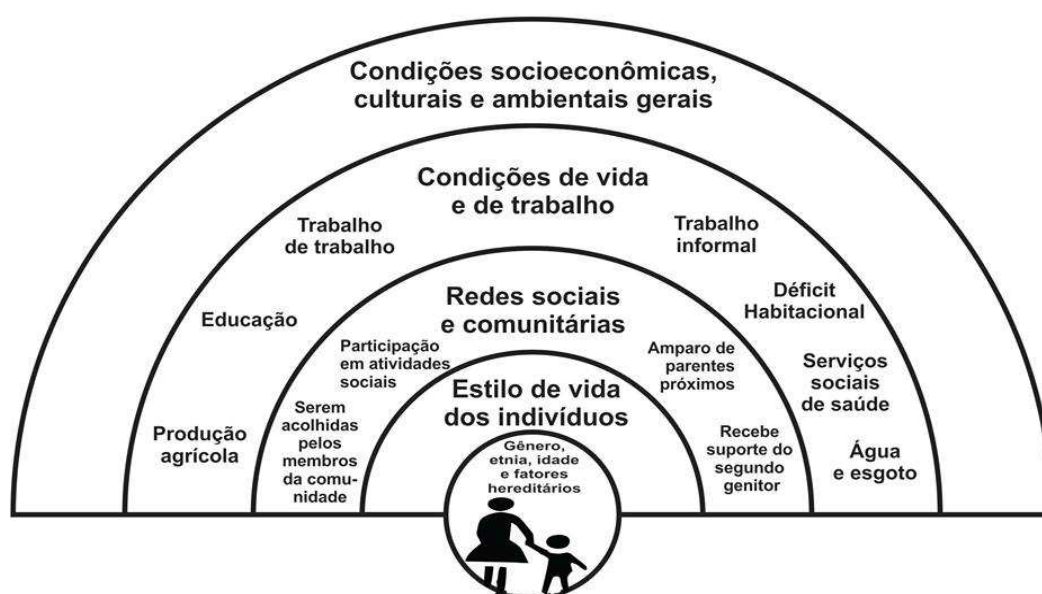 Condições socioeconômicas,
culturais e ambientais gerais
Condições de vida
e de trabalho
Trabalho
de trabalho
Trabalho
informal
Educação
Déficit
Habitacional
Produção
agrícola
Serviços
sociais
de saúde
Água
e esgoto
Redes sociais
e comunitárias
Participação
em atividades
sociais
Amparo de
parentes
próximos
Serem
acolhidas
pelos
membros
da comu-
nidade
Recebe
suporte do
segundo
genitor
Estilo de vida
dos indivíduos
Gênero,
etnia, idade
e fatores
hereditários